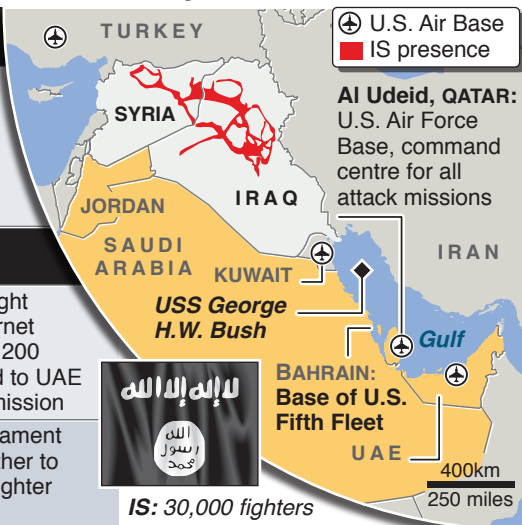 TURKEY
U.S. Air Base
IS presence
SYRIA
Al Udeid, QATAR:
U.S. Air Force
Base, command
centre for all
attack missions
IRAQ
JORDAN
SAUDI
ARABIA
IRAN
KUWAIT
USS George
H.W. Bush
Gulf
BAHRAIN:
Base of U.S.
Fifth Fleet
UAE
400km
250 miles
ght
rnet
200
d to UAE
mission
ament
ther to
ghter
لا إله إلا الله
الله
رسول
محمد
IS: 30,000 fighters